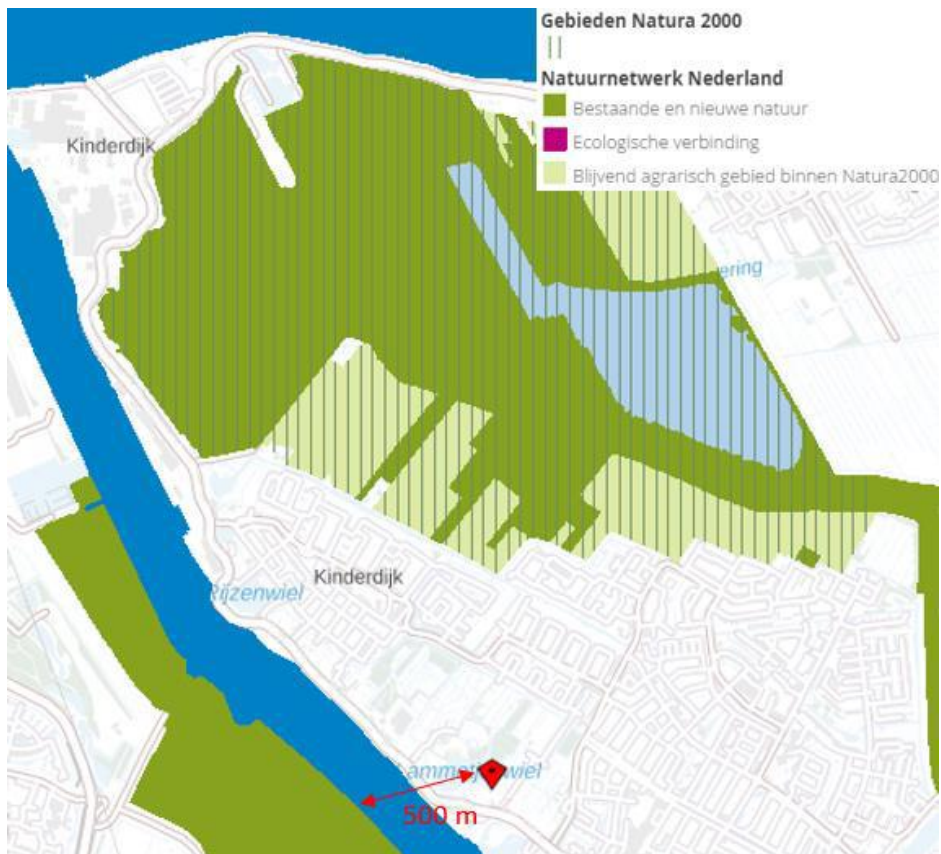 Gebieden Natura 2000
Natuurnetwerk Nederland
Bestaande en nieuwe natuur
Ecologische verbinding
Blijvend agrarisch gebied binnen Natura2000
Kinderdijk
ering
Kinderdijk
Rijzenwiel
500 m